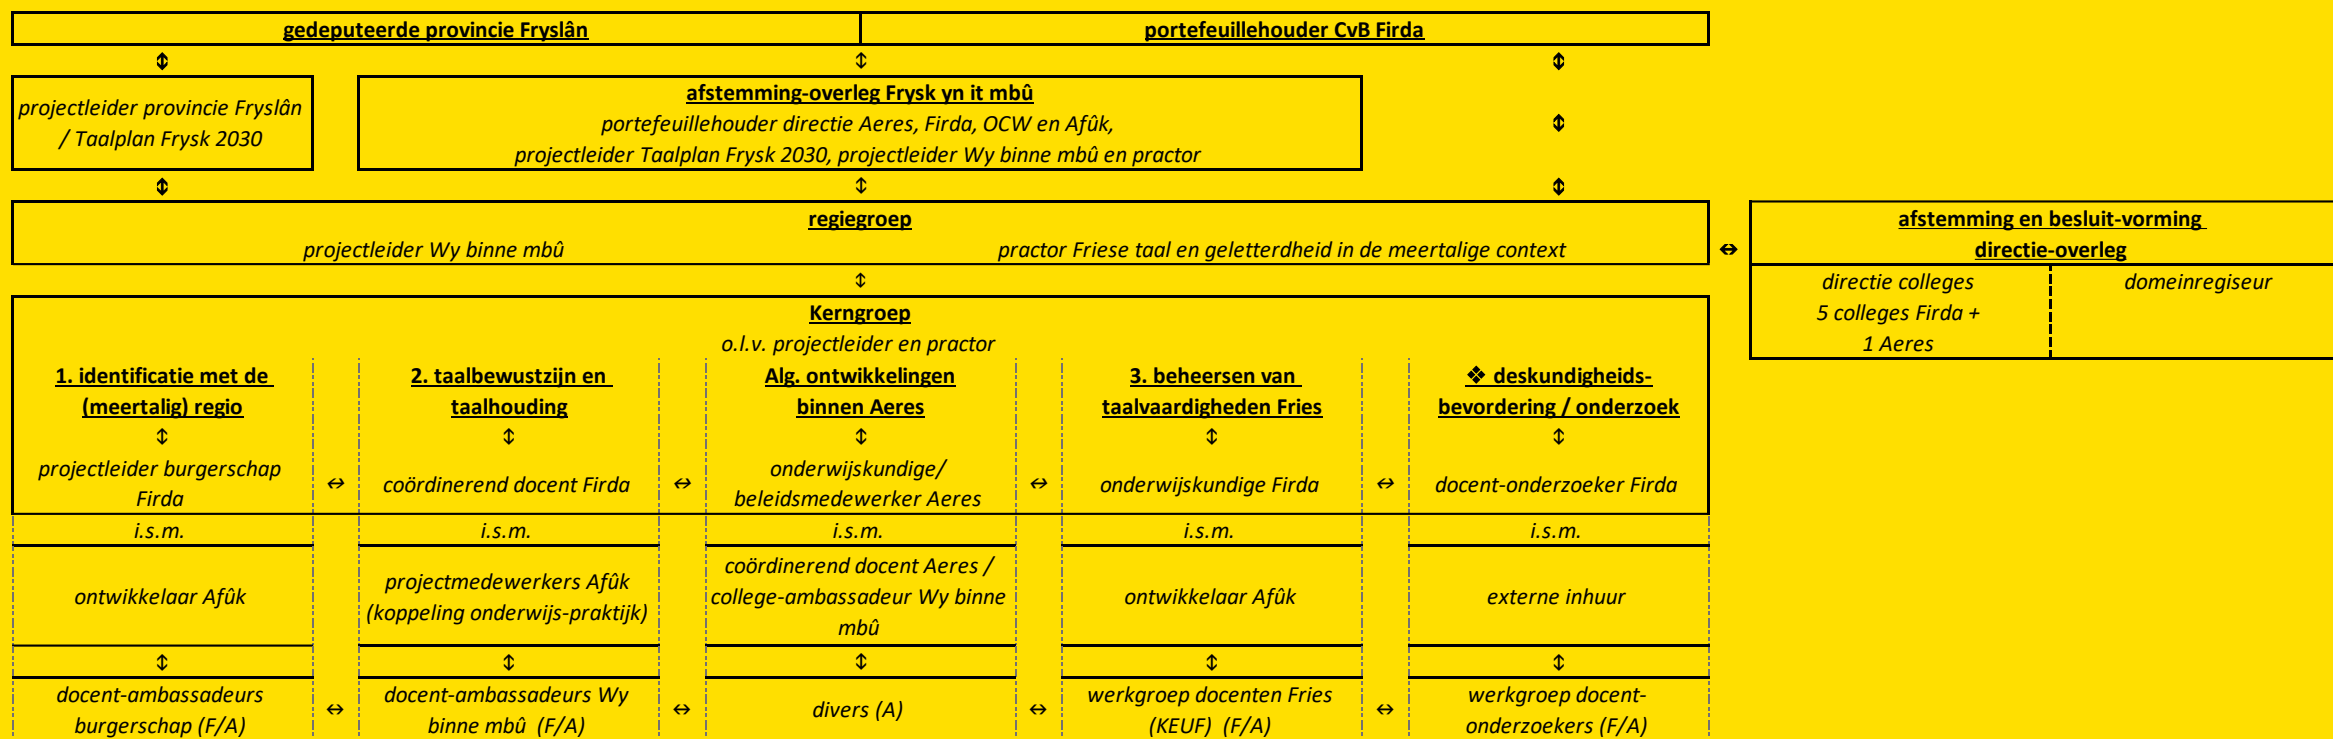 gedeputeerde provincie Fryslân
portefeuillehouder CvB Firda
⇕
⇕
⇕
projectleider provincie Fryslân
/ Taalplan Frysk 2030
afstemming-overleg Frysk yn it mbû
portefeuillehouder directie Aeres, Firda, OCW en Afûk,
projectleider Taalplan Frysk 2030, projectleider Wy binne mbû en practor
⇕
⇕
⇕
⇕
regiegroep
projectleider Wy binne mbû
practor Friese taal en geletterdheid in de meertalige context
⇔
afstemming en besluit-vorming
directie-overleg
directie colleges
5 colleges Firda +
1 Aeres
domeinregiseur
⇕
Kerngroep
o.l.v. projectleider en practor
1. identificatie met de
(meertalig) regio
⇕
projectleider burgerschap
Firda
⇔
2. taalbewustzijn en
taalhouding
⇕
coördinerend docent Firda
⇔
Alg. ontwikkelingen
binnen Aeres
⇕
onderwijskundige/
beleidsmedewerker Aeres
⇔
3. beheersen van
taalvaardigheden Fries
⇕
onderwijskundige Firda
⇔
❖ deskundigheids-
bevordering / onderzoek
⇕
docent-onderzoeker Firda
i.s.m.
i.s.m.
i.s.m.
i.s.m.
i.s.m.
ontwikkelaar Afûk
projectmedewerkers Afûk
(koppeling onderwijs-praktijk)
coördinerend docent Aeres /
college-ambassadeur Wy binne
mbû
ontwikkelaar Afûk
externe inhuur
⇕
⇕
⇕
⇕
⇕
docent-ambassadeurs
burgerschap (F/A)
⇔
docent-ambassadeurs Wy
binne mbû (F/A)
⇔
divers (A)
⇔
werkgroep docenten Fries
(KEUF) (F/A)
⇔
werkgroep docent-
onderzoekers (F/A)